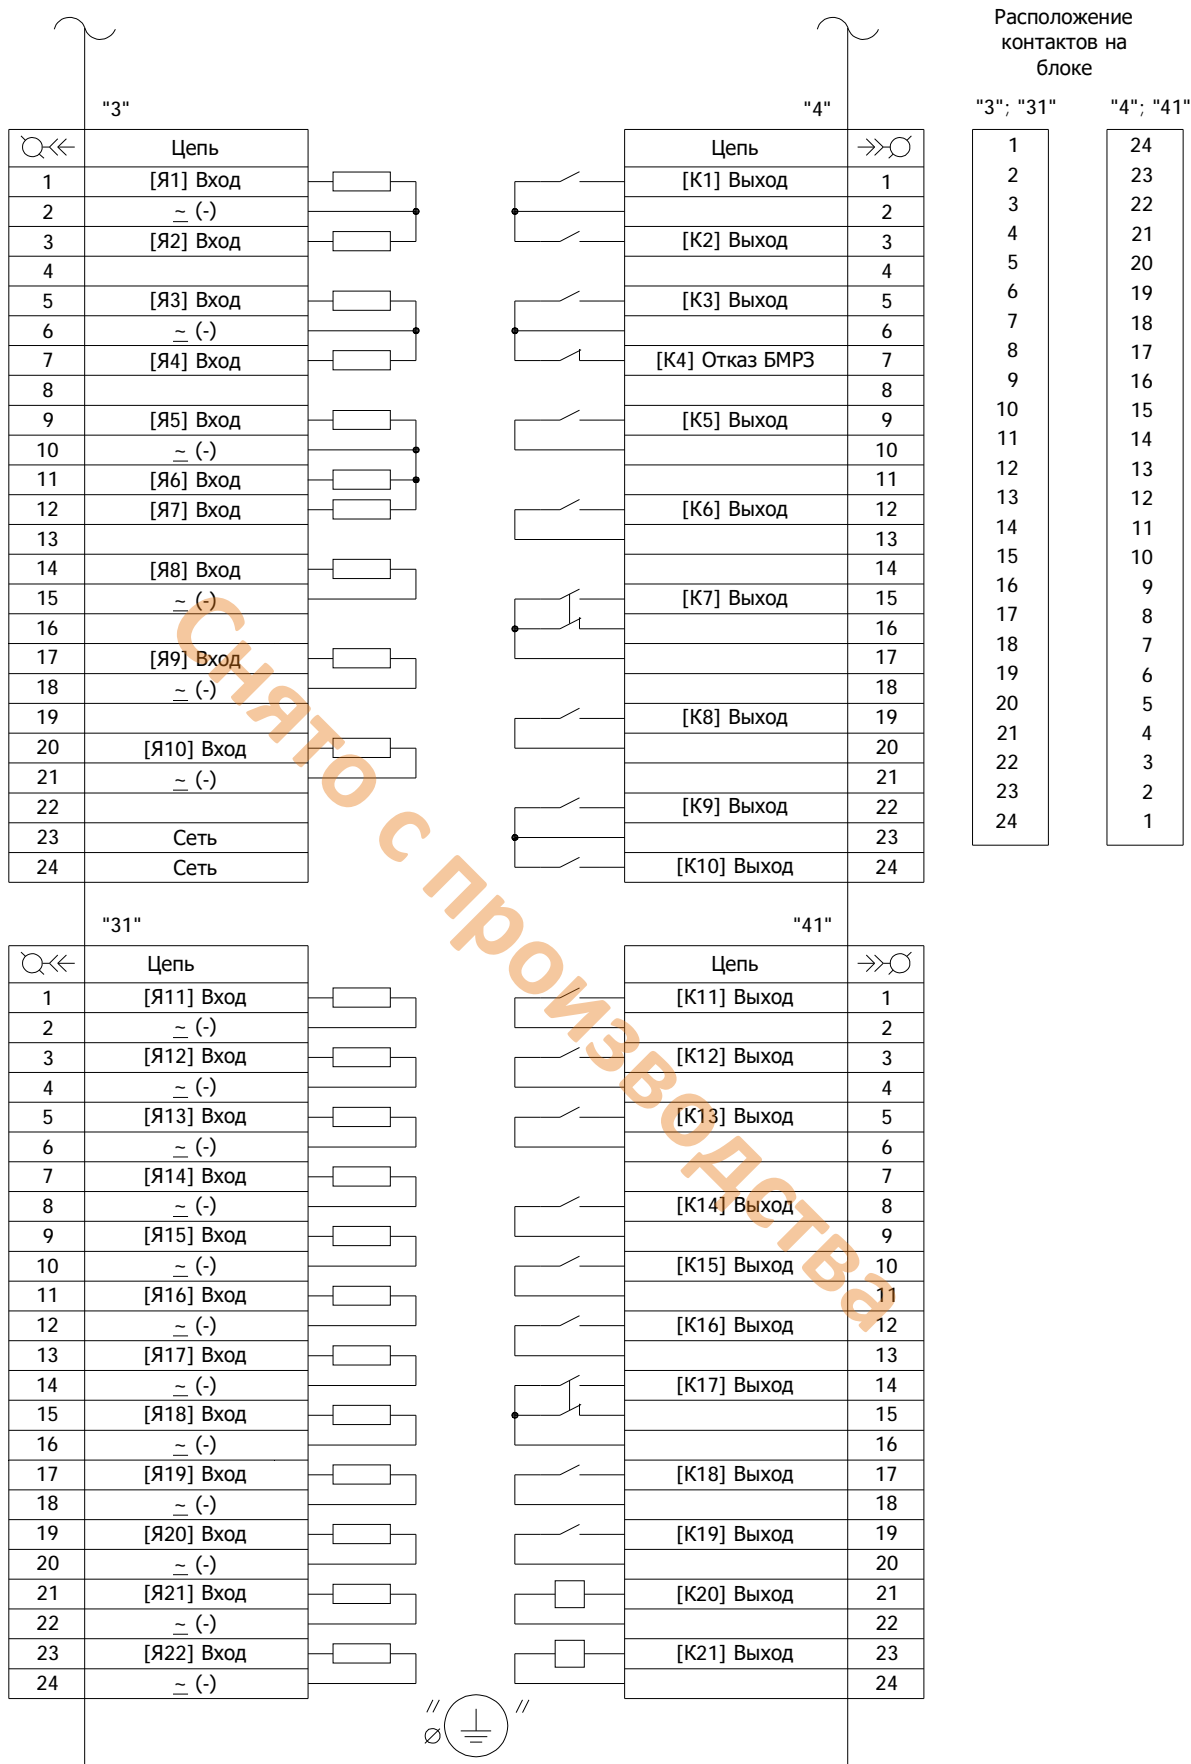 Расположение
контактов на
блоке
"3"
"4"
"3"; "31"
"4"; "41"
Цепь
Цепь
1 [Я1] Вход
[К1] Выход 1
2 ~ (-)
2
3 [Я2] Вход
[К2] Выход 3
4
4
5 [Я3] Вход
[К3] Выход 5
6 ~ (-)
6
7 [Я4] Вход
[К4] Отказ БМРЗ 7
8
8
9 [Я5] Вход
[К5] Выход 9
10 ~ (-)
10
11 [Я6] Вход
11
12 [Я7] Вход
[К6] Выход 12
13
13
14 [Я8] Вход
14
15 ~ (-)
[К7] Выход 15
16
16
17 [Я9] Вход
17
18 ~ (-)
18
19
[К8] Выход 19
20 [Я10] Вход
20
21 ~ (-)
21
22
[К9] Выход 22
23 Сеть
23
24 Сеть
[К10] Выход 24
1 24
2 23
3 22
4 21
5 20
6 19
7 18
8 17
9 16
10 15
11 14
12 13
13 12
14 11
15 10
16 9
17 8
18 7
19 6
20 5
21 4
22 3
23 2
24 1
"31"
"41"
Цепь
Цепь
1 [Я11] Вход
[К11] Выход 1
2 ~ (-)
2
3 [Я12] Вход
[К12] Выход 3
4 ~ (-)
4
5 [Я13] Вход
[К13] Выход 5
6 ~ (-)
6
7 [Я14] Вход
7
8 ~ (-)
[К14] Выход 8
9 [Я15] Вход
9
10 ~ (-)
[К15] Выход 10
11 [Я16] Вход
11
12 ~ (-)
[К16] Выход 12
13 [Я17] Вход
13
14 ~ (-)
[К17] Выход 14
15 [Я18] Вход
15
16 ~ (-)
16
17 [Я19] Вход
[К18] Выход 17
18 ~ (-)
18
19 [Я20] Вход
[К19] Выход 19
20 ~ (-)
20
21 [Я21] Вход
[К20] Выход 21
22 ~ (-)
22
23 [Я22] Вход
[К21] Выход 23
24 ~ (-)
24
Снято с производства